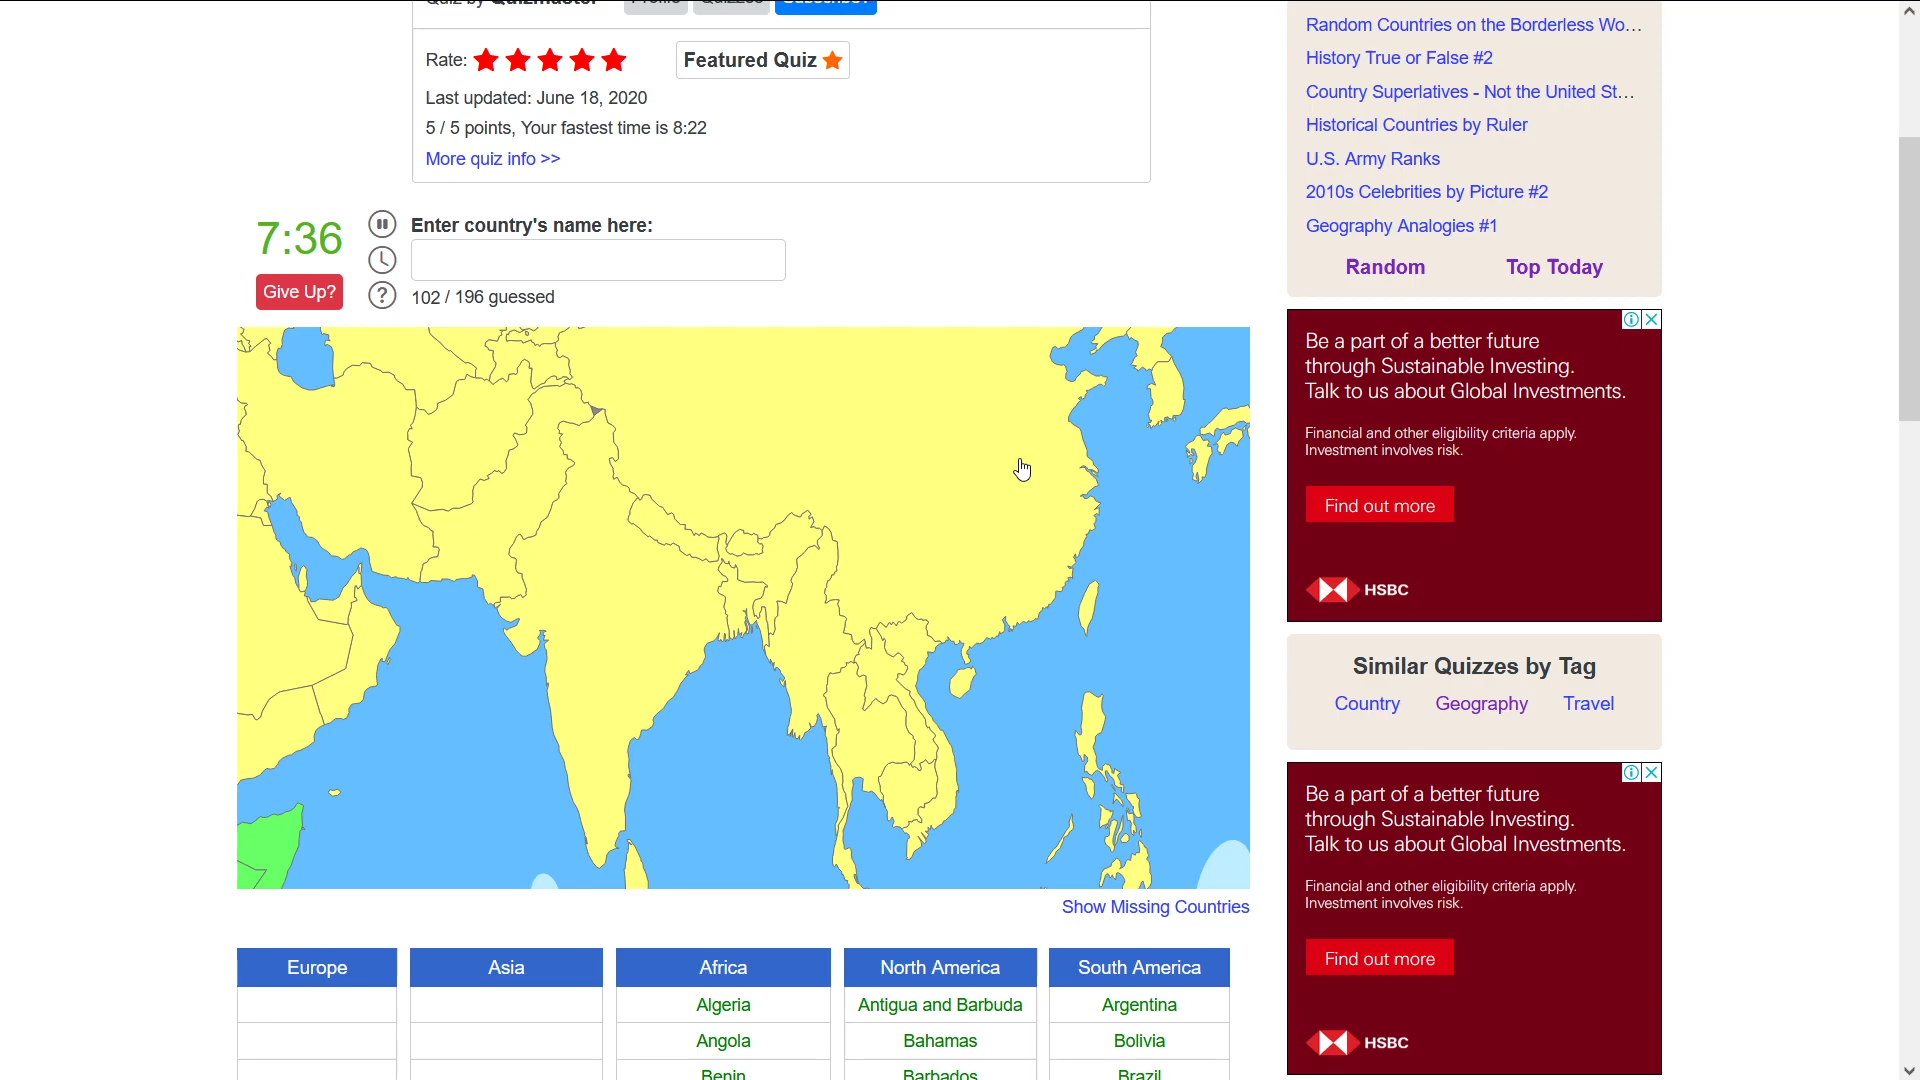 Rate:
Featured Quiz
Last updated: June 18, 2020
5 / 5 points, Your fastest time is 8:22
More quiz info >>
7:36
Give Up?
Enter country's name here:
102 / 196 guessed
Show Missing Countries
Europe
Asia
Africa
North America
South America
Algeria
Antigua and Barbuda
Argentina
Angola
Bahamas
Bolivia
Benin
Barbados
Brazil
Random Countries on the Borderless Wo...
History True or False #2
Country Superlatives - Not the United St...
Historical Countries by Ruler
U.S. Army Ranks
2010s Celebrities by Picture #2
Geography Analogies #1
Random
Top Today
Be a part of a better future
through Sustainable Investing.
Talk to us about Global Investments.
Financial and other eligibility criteria apply.
Investment involves risk.
Find out more
HSBC
Similar Quizzes by Tag
Country
Geography
Travel
Be a part of a better future
through Sustainable Investing.
Talk to us about Global Investments.
Financial and other eligibility criteria apply.
Investment involves risk.
Find out more
HSBC